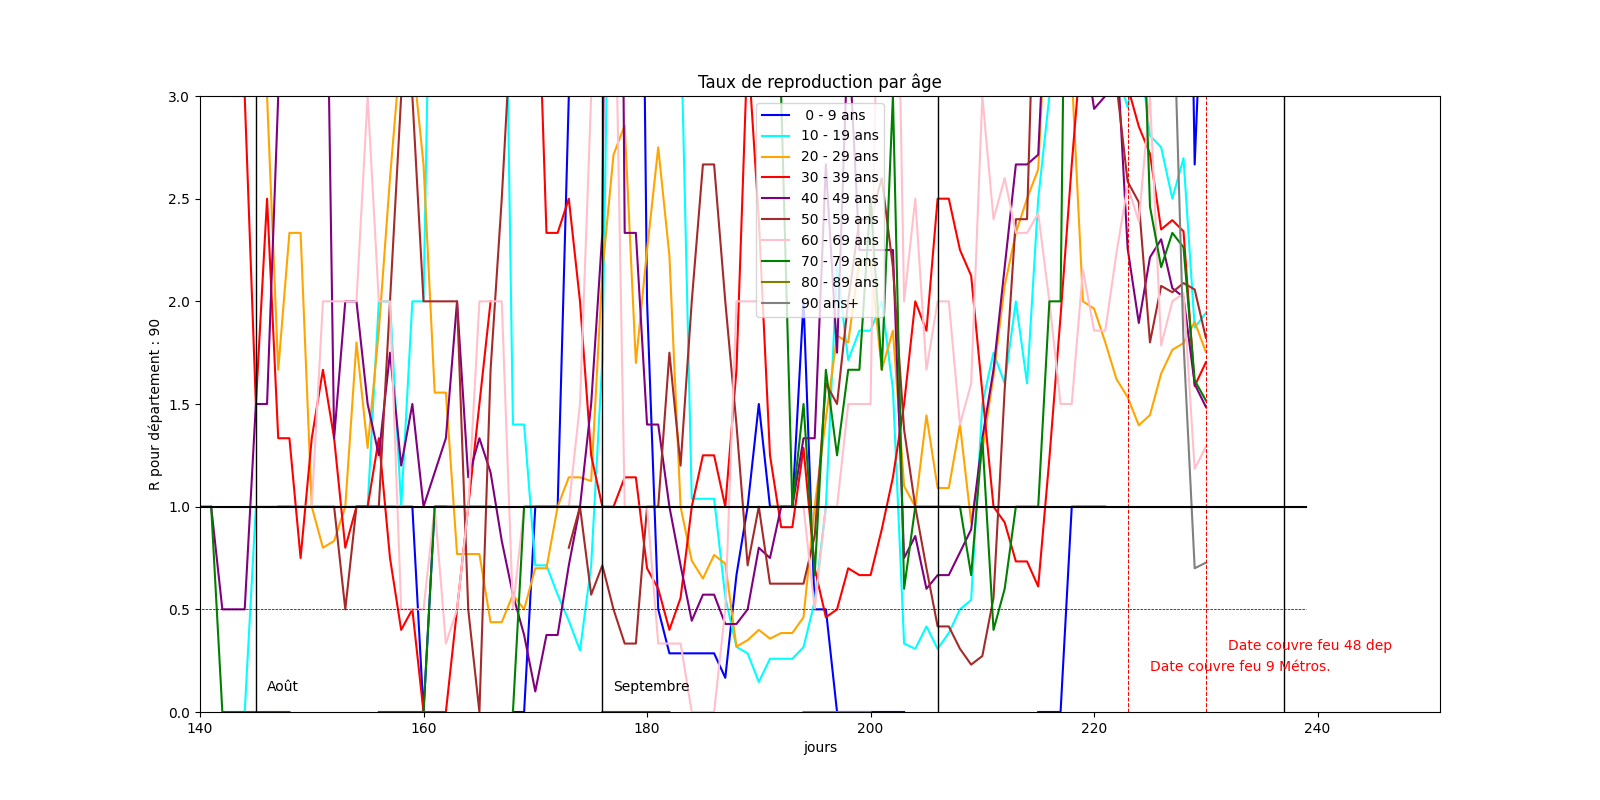 Taux de reproduction par âge
3.0
2.5
2.0
1.5
1.0
0.5
0.0
R pour département : 90
0 - 9 ans
10 - 19 ans
20 - 29 ans
30 - 39 ans
40 - 49 ans
50 - 59 ans
60 - 69 ans
70 - 79 ans
80 - 89 ans
90 ans+
Date couvre feu 48 dep
Date couvre feu 9 Métros.
Août
Septembre
140
160
180
200
220
240
jours